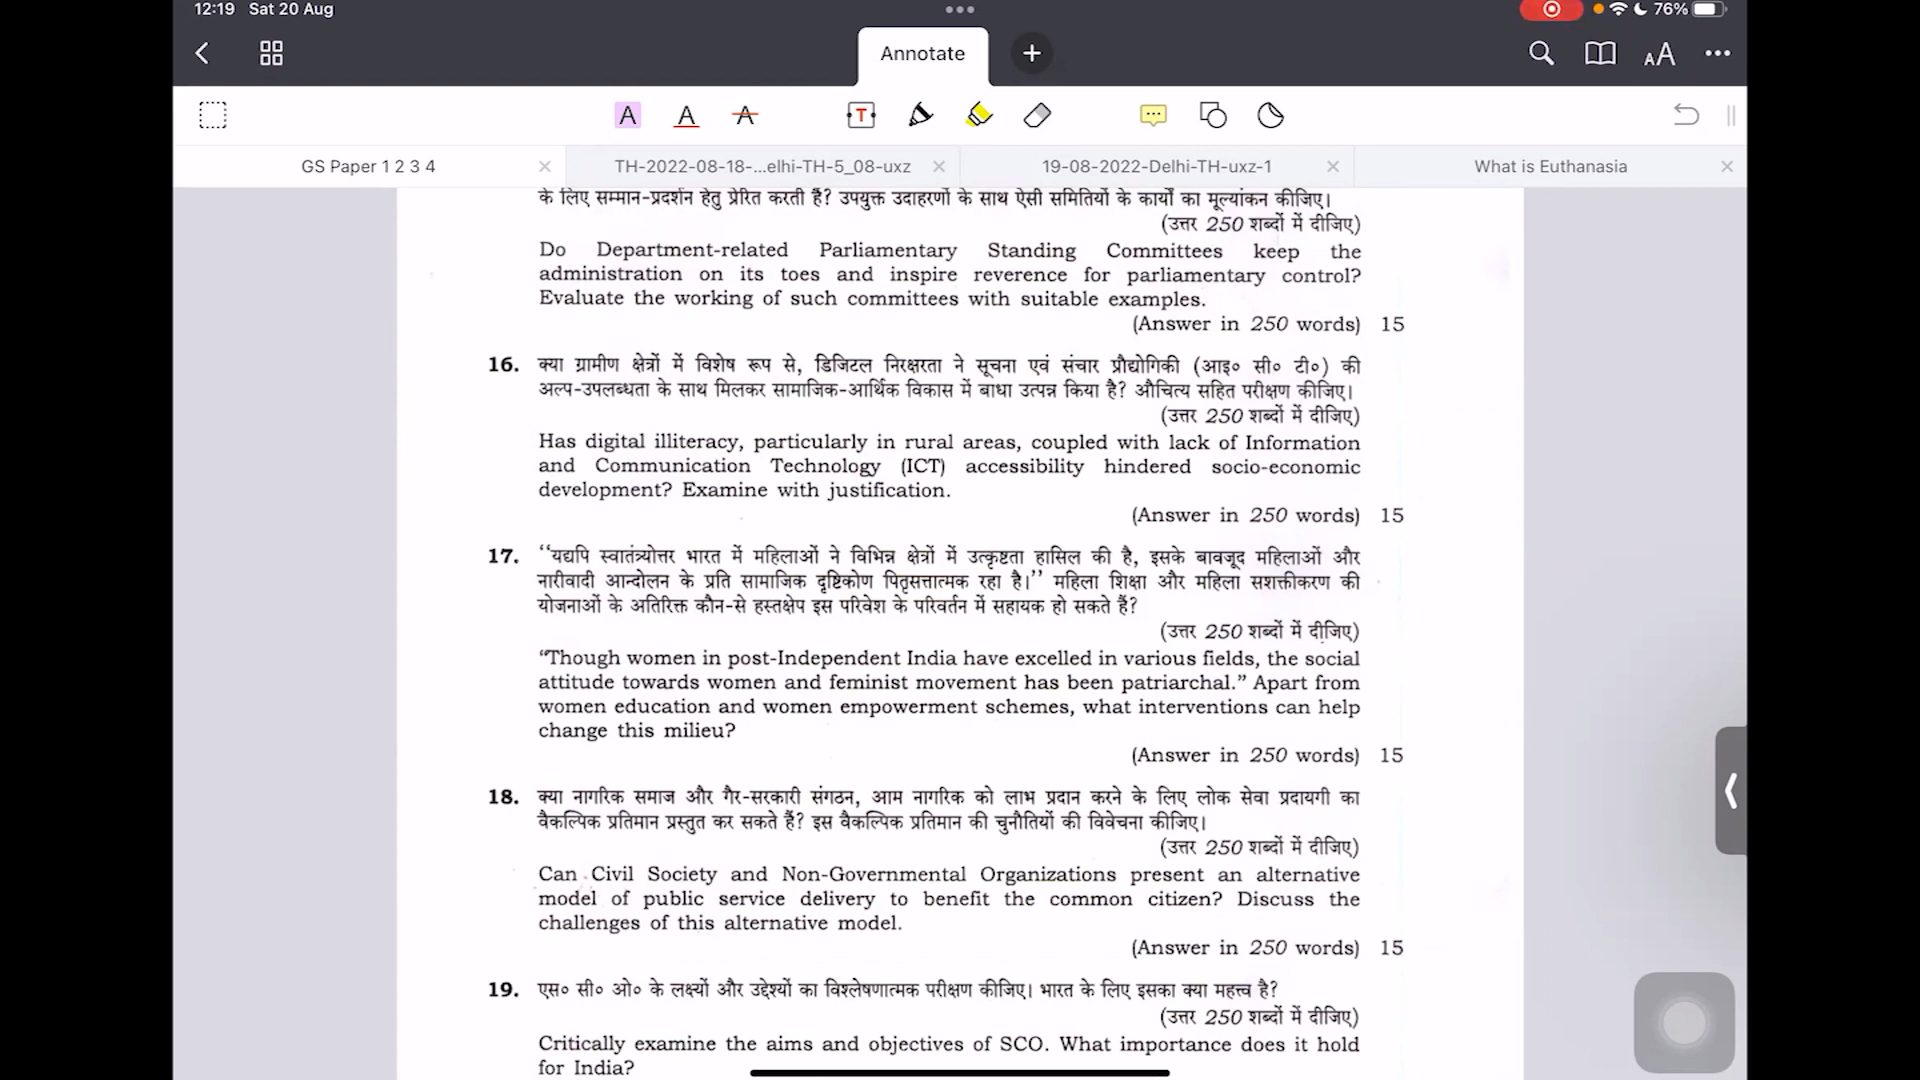 12:19 Sat 20 Aug
76%
Annotate
GS Paper 1 2 3 4
TH-2022-08-18-...elhi-TH-5_08-uxz
19-08-2022-Delhi-TH-uxz-1
What is Euthanasia
के लिए सम्मान-प्रदर्शन हेतु प्रेरित करती हैं? उपयुक्त उदाहरणों के साथ ऐसी समितियों के कार्यों का मूल्यांकन कीजिए।
(उत्तर 250 शब्दों में दीजिए)
Do Department-related Parliamentary Standing Committees keep the
administration on its toes and inspire reverence for parliamentary control?
Evaluate the working of such committees with suitable examples.
(Answer in 250 words) 15
16. क्या ग्रामीण क्षेत्रों में विशेष रूप से, डिजिटल निरक्षरता ने सूचना एवं संचार प्रौद्योगिकी (आइ० सी० टी०) की
अल्प-उपलब्धता के साथ मिलकर सामाजिक-आर्थिक विकास में बाधा उत्पन्न किया है? औचित्य सहित परीक्षण कीजिए।
(उत्तर 250 शब्दों में दीजिए)
Has digital illiteracy, particularly in rural areas, coupled with lack of Information
and Communication Technology (ICT) accessibility hindered socio-economic
development? Examine with justification.
(Answer in 250 words) 15
17. ‘‘यद्यपि स्वातंत्र्योत्तर भारत में महिलाओं ने विभिन्न क्षेत्रों में उत्कृष्टता हासिल की है, इसके बावजूद महिलाओं और
नारीवादी आन्दोलन के प्रति सामाजिक दृष्टिकोण पितृसत्तात्मक रहा है।’’ महिला शिक्षा और महिला सशक्तीकरण की
योजनाओं के अतिरिक्त कौन-से हस्तक्षेप इस परिवेश के परिवर्तन में सहायक हो सकते हैं?
(उत्तर 250 शब्दों में दीजिए)
“Though women in post-Independent India have excelled in various fields, the social
attitude towards women and feminist movement has been patriarchal.” Apart from
women education and women empowerment schemes, what interventions can help
change this milieu?
(Answer in 250 words) 15
18. क्या नागरिक समाज और गैर-सरकारी संगठन, आम नागरिक को लाभ प्रदान करने के लिए लोक सेवा प्रदायगी का
वैकल्पिक प्रतिमान प्रस्तुत कर सकते हैं? इस वैकल्पिक प्रतिमान की चुनौतियों की विवेचना कीजिए।
(उत्तर 250 शब्दों में दीजिए)
Can Civil Society and Non-Governmental Organizations present an alternative
model of public service delivery to benefit the common citizen? Discuss the
challenges of this alternative model.
(Answer in 250 words) 15
19. एस० सी० ओ० के लक्ष्यों और उद्देश्यों का विश्लेषणात्मक परीक्षण कीजिए। भारत के लिए इसका क्या महत्त्व है?
(उत्तर 250 शब्दों में दीजिए)
Critically examine the aims and objectives of SCO. What importance does it hold
for India?